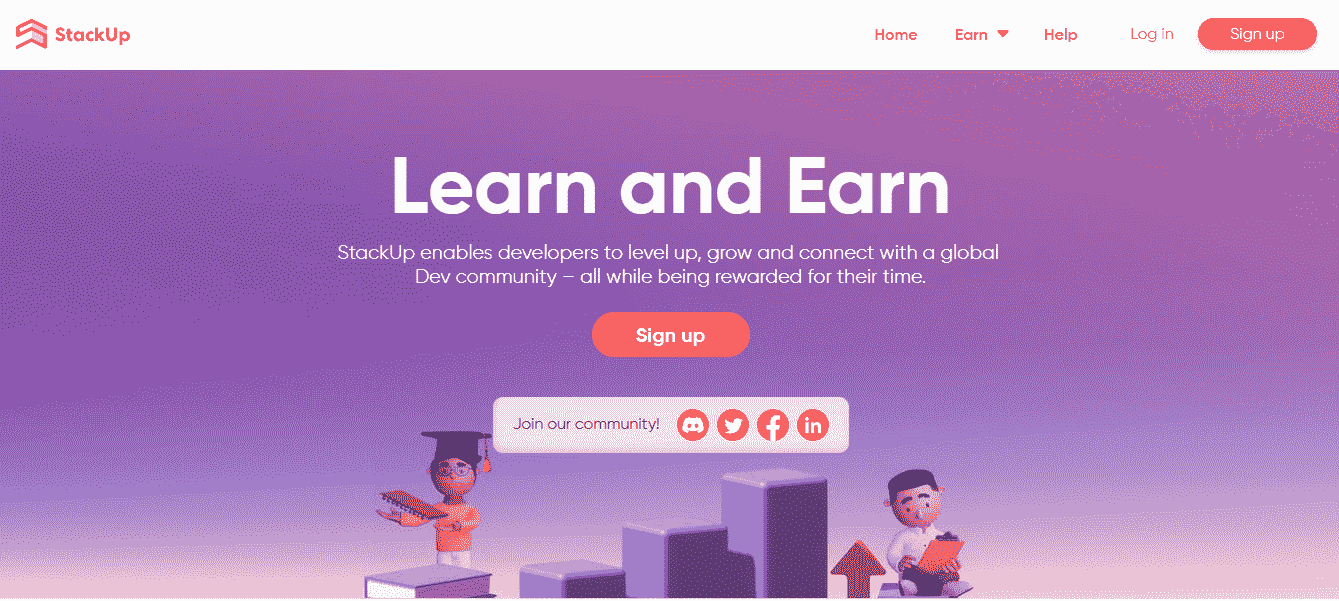 StackUp
Home Earn Help Log in Sign up
Learn and Earn
StackUp enables developers to level up, grow and connect with a global
Dev community – all while being rewarded for their time.
Sign up
Join our community!